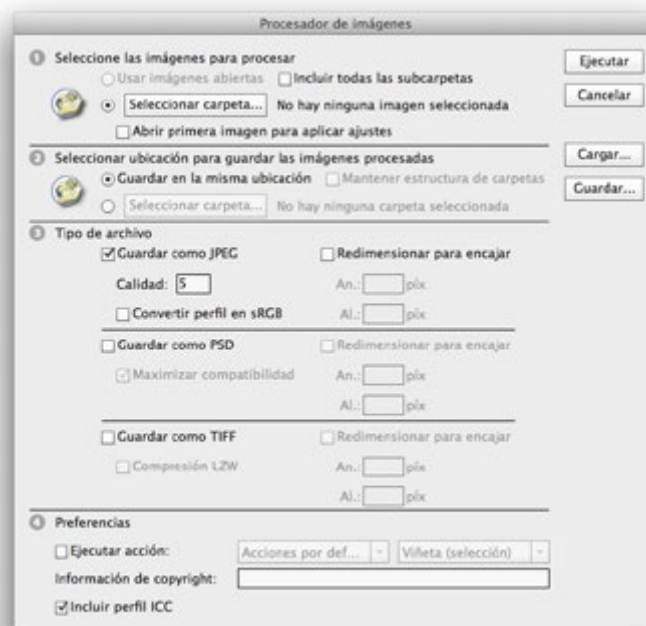 Procesador de imágenes
1 Seleccione las imágenes para procesar
Usar imágenes abiertas Incluir todas las subcarpetas
Seleccionar carpeta... No hay ninguna imagen seleccionada
Abrir primera imagen para aplicar ajustes
2 Seleccionar ubicación para guardar las imágenes procesadas
Guardar en la misma ubicación Mantener estructura de carpetas
Seleccionar carpeta... No hay ninguna carpeta seleccionada
3 Tipo de archivo
Guardar como JPEG Redimensionar para encajar
Calidad: 5 An.: píx
Convertir perfil en sRGB Al.: píx
Guardar como PSD Redimensionar para encajar
Maximizar compatibilidad An.: píx
Al.: píx
Guardar como TIFF Redimensionar para encajar
Compresión LZW An.: píx
Al.: píx
4 Preferencias
Ejecutar acción: Acciones por def... Viñeta (selección)
Información de copyright:
Incluir perfil ICC
Ejecutar
Cancelar
Cargar...
Guardar...